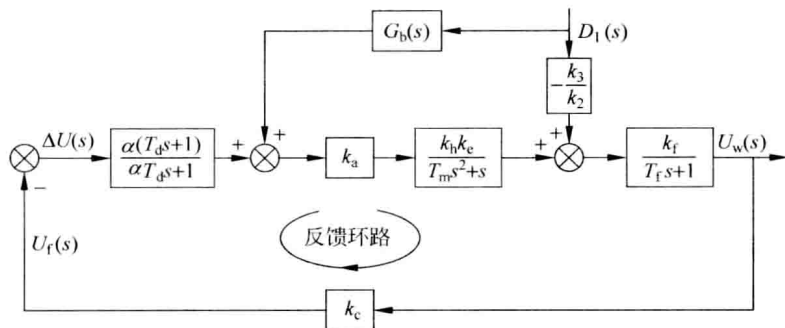 G_b(s)
D_1(s)
-k_3/k_2
ΔU(s)
α(T_d s+1)/αT_d s+1
+
+
k_a
k_h k_e/T_m s²+s
+
+
k_f/T_f s+1
U_w(s)
−
U_f(s)
反馈环路
k_c